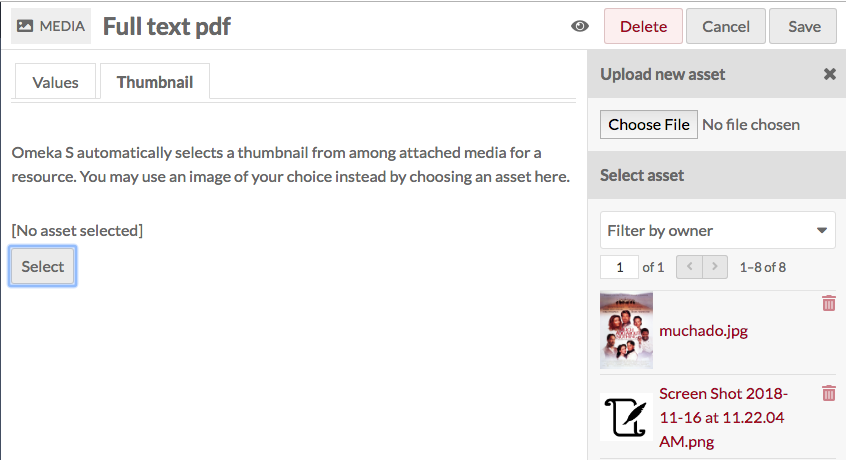 MEDIA Full text pdf Delete Cancel Save
Values Thumbnail
Omeka S automatically selects a thumbnail from among attached media for a
resource. You may use an image of your choice instead by choosing an asset here.
[No asset selected]
Select
Upload new asset
Choose File No file chosen
Select asset
Filter by owner
1 of 1 1–8 of 8
muchado.jpg
Screen Shot 2018-
11-16 at 11.22.04
AM.png